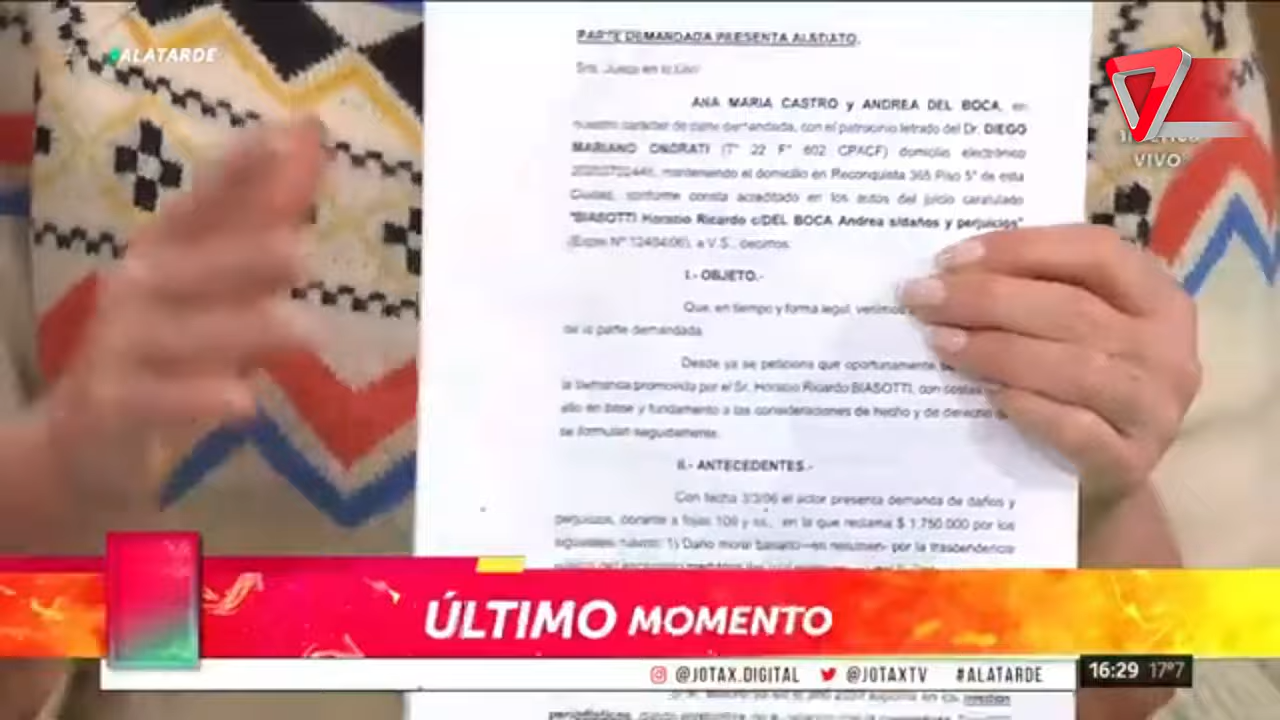 #ALATARDE
VIVO
PARTE DEMANDADA PRESENTA ALEGATO.
ANA MARIA CASTRO y ANDREA DEL BOCA, en
nuestro carácter de parte demandada, con el patrocinio letrado del Dr. DIEGO
MARIANO (Tº 22 Fº 602 CPACF) domicilio electrónico
manteniendo el domicilio en Reconquista 365 Piso 5º de esta
Ciudad, conforme consta acreditado en los autos del juicio caratulado
"BIASOTTI Horacio Ricardo c/DEL BOCA Andrea s/daños y perjuicios"
a V.S., decimos:
I.- OBJETO.-
Que, en tiempo y forma legal, venimos
de la parte demandada.
Desde ya se peticiona que oportunamente
la demanda promovida por el Sr. Horacio Ricardo BIASOTTI, con costas
ello en base y fundamento a las consideraciones de hecho y de derecho
se formulan seguidamente.
II.- ANTECEDENTES.-
Con fecha 3/3/06 el actor presenta demanda de daños y
perjuicios, obrante a fojas 109 y ss., en la que reclama $ 1.750.000 por los
siguientes rubros: 1) Daño moral basado—en resumen- por la trascendencia
ÚLTIMO MOMENTO
@JOTAX.DIGITAL @JOTAXTV #ALATARDE
16:29 17º7